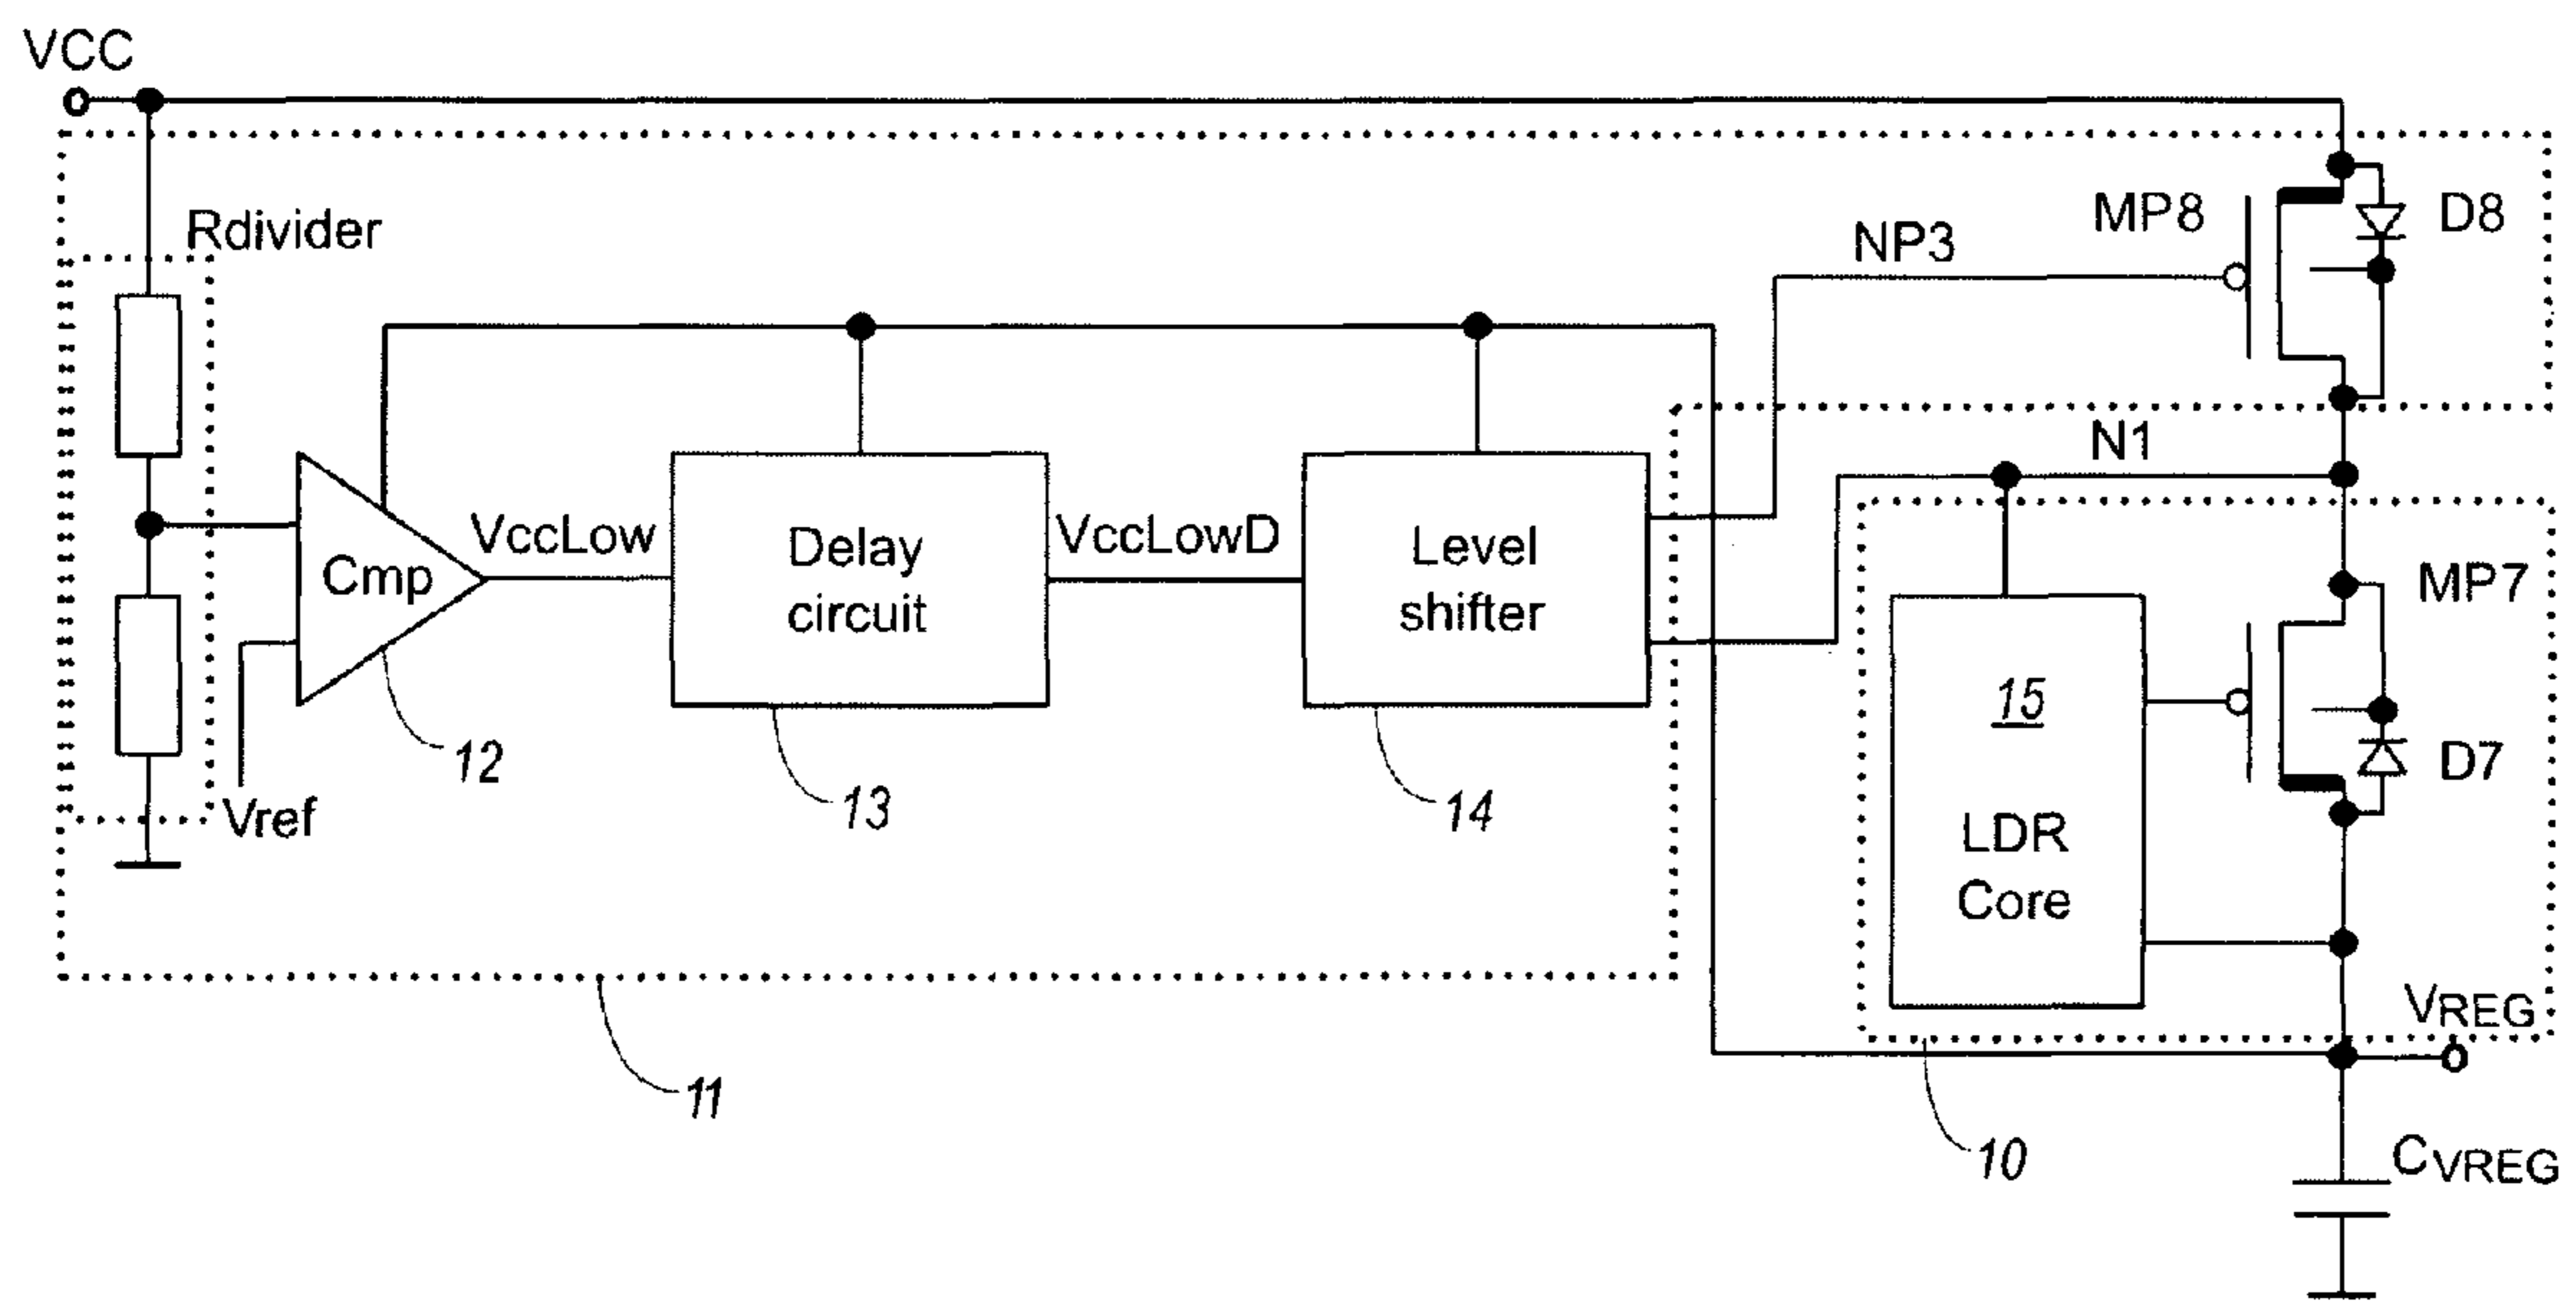 VCC
Rdivider
MP8
D8
NP3
N1
VccLow
VccLowD
Cmp
Delay
circuit
Level
shifter
MP7
15
D7
12
13
14
Vref
LDR
Core
VREG
11
10
CVREG